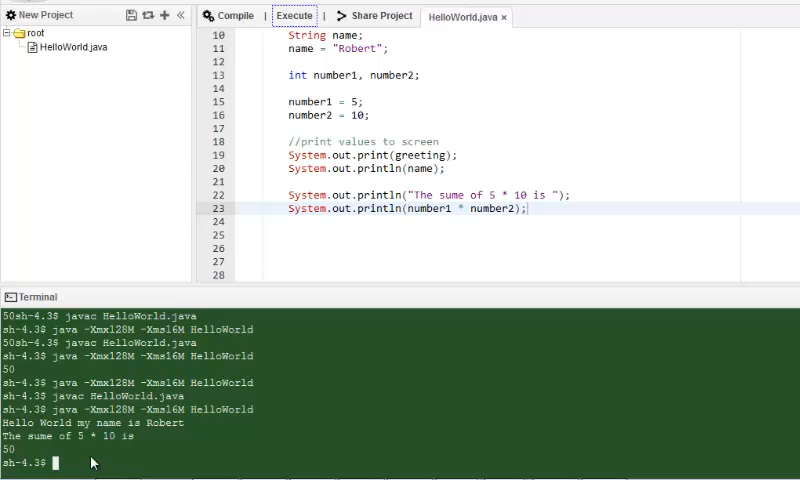 New Project
Compile | Execute | Share Project HelloWorld.java
root
HelloWorld.java
10 String name;
11 name = "Robert";
12
13 int number1, number2;
14
15 number1 = 5;
16 number2 = 10;
17
18 //print values to screen
19 System.out.print(greeting);
20 System.out.println(name);
21
22 System.out.println("The sume of 5 * 10 is ");
23 System.out.println(number1 * number2);
24
25
26
27
28
Terminal
50sh-4.3$ javac HelloWorld.java
sh-4.3$ java -Xmx128M -Xms16M HelloWorld
50sh-4.3$ javac HelloWorld.java
sh-4.3$ java -Xmx128M -Xms16M HelloWorld
50
sh-4.3$ java -Xmx128M -Xms16M HelloWorld
sh-4.3$ javac HelloWorld.java
sh-4.3$ java -Xmx128M -Xms16M HelloWorld
Hello World my name is Robert
The sume of 5 * 10 is
50
sh-4.3$